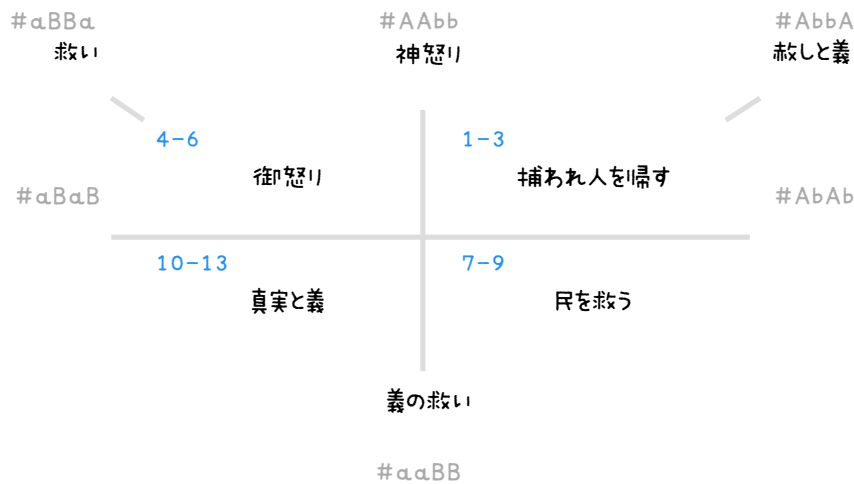 #aBBa
#AAbb
#AbbA
救い
神怒り
赦しと義
4-6
1-3
御怒り
捕われ人を帰す
#aBaB
#AbAb
10-13
7-9
真実と義
民を救う
義の救い
#aaBB